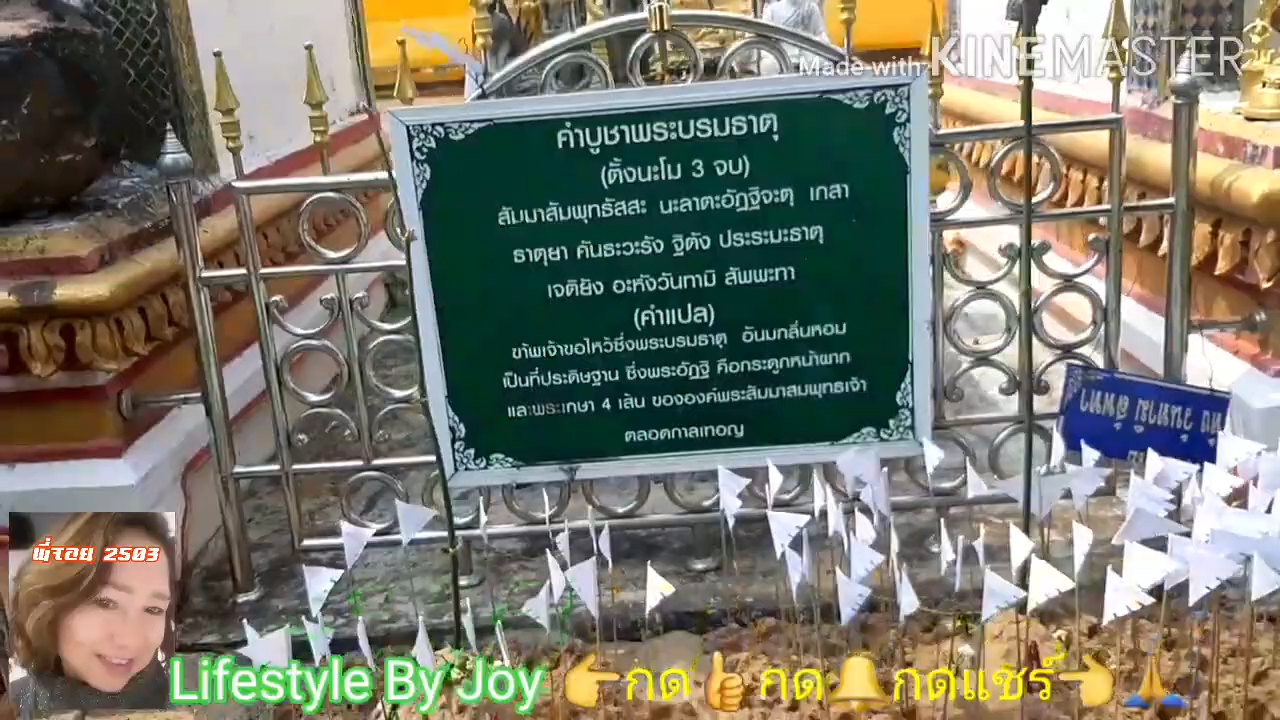 Made with KINEMASTER
คำบูชาพระบรมธาตุ
(ตั้งนะโม 3 จบ)
สัมมาสัมพุทธัสสะ นะลาตะอัฏฐิจะตุ เกสา
ธาตุยา คันธะวะรัง ฐิตัง ประระมะธาตุ
เจติยัง อะหังวันทามิ สัพพะทา
(คำแปล)
ขาัพเจ้าขอไหว้ซึ่งพระบรมธาตุ อันมกลิ่นหอม
เป็นที่ประดิษฐาน ซึ่งพระอัฏฐิ คือกระดูกหน้าผาก
และพระเกษา 4 เส้น ขององค์พระสัมมาสมพุทธเจ้า
ตลอดกาลเทอญ
พี่จอย 2503
Lifestyle By Joy 👉กด👍กด🔔กดแชร์👈🙏